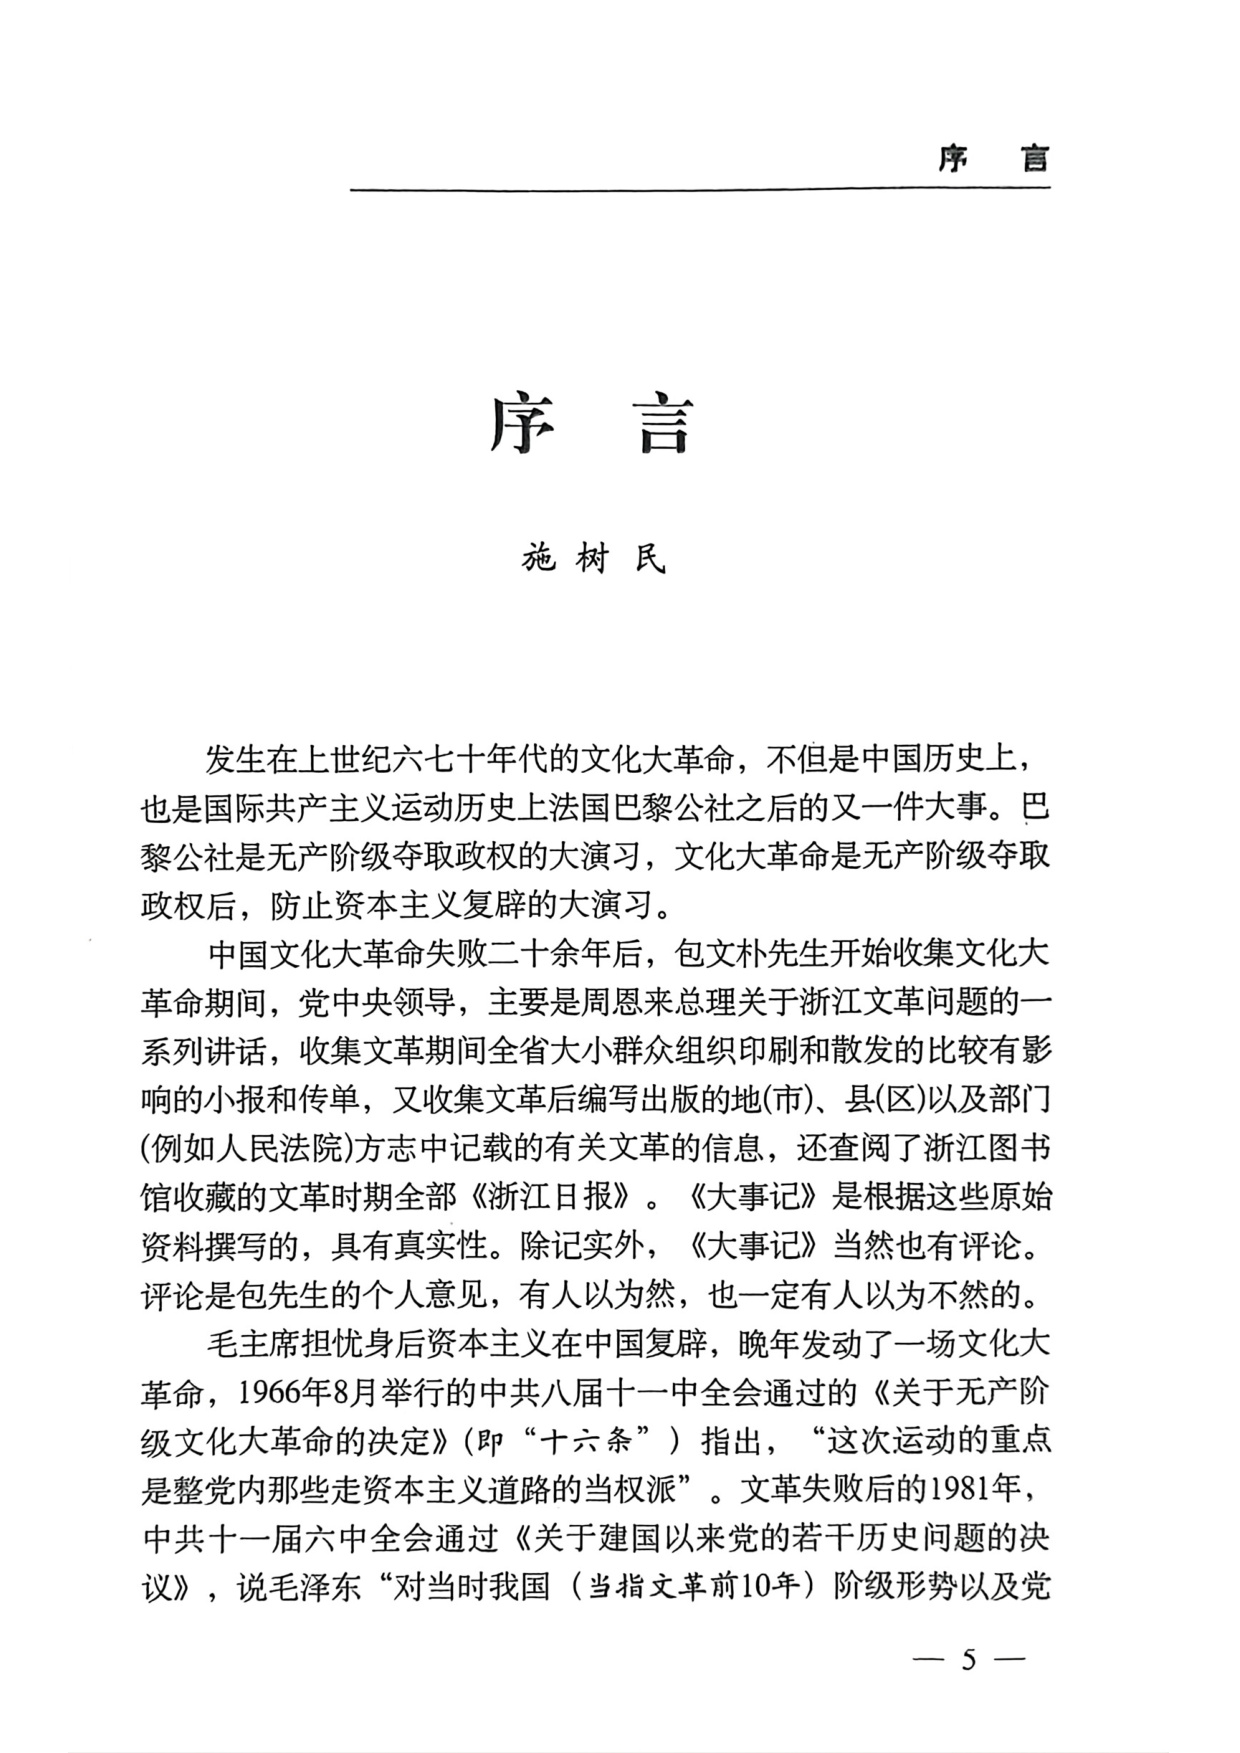 序 言
序 言
施树民
发生在上世纪六七十年代的文化大革命，不但是中国历史上，
也是国际共产主义运动历史上法国巴黎公社之后的又一件大事。巴
黎公社是无产阶级夺取政权的大演习，文化大革命是无产阶级夺取
政权后，防止资本主义复辟的大演习。
中国文化大革命失败二十余年后，包文朴先生开始收集文化大
革命期间，党中央领导，主要是周恩来总理关于浙江文革问题的一
系列讲话，收集文革期间全省大小群众组织印刷和散发的比较有影
响的小报和传单，又收集文革后编写出版的地(市)、县(区)以及部门
(例如人民法院)方志中记载的有关文革的信息，还查阅了浙江图书
馆收藏的文革时期全部《浙江日报》。《大事记》是根据这些原始
资料撰写的，具有真实性。除记实外，《大事记》当然也有评论。
评论是包先生的个人意见，有人以为然，也一定有人以为不然的。
毛主席担忧身后资本主义在中国复辟，晚年发动了一场文化大
革命，1966年8月举行的中共八届十一中全会通过的《关于无产阶
级文化大革命的决定》(即“十六条”）指出，“这次运动的重点
是整党内那些走资本主义道路的当权派”。文革失败后的1981年，
中共十一届六中全会通过《关于建国以来党的若干历史问题的决
议》，说毛泽东“对当时我国（当指文革前10年）阶级形势以及党
— 5 —